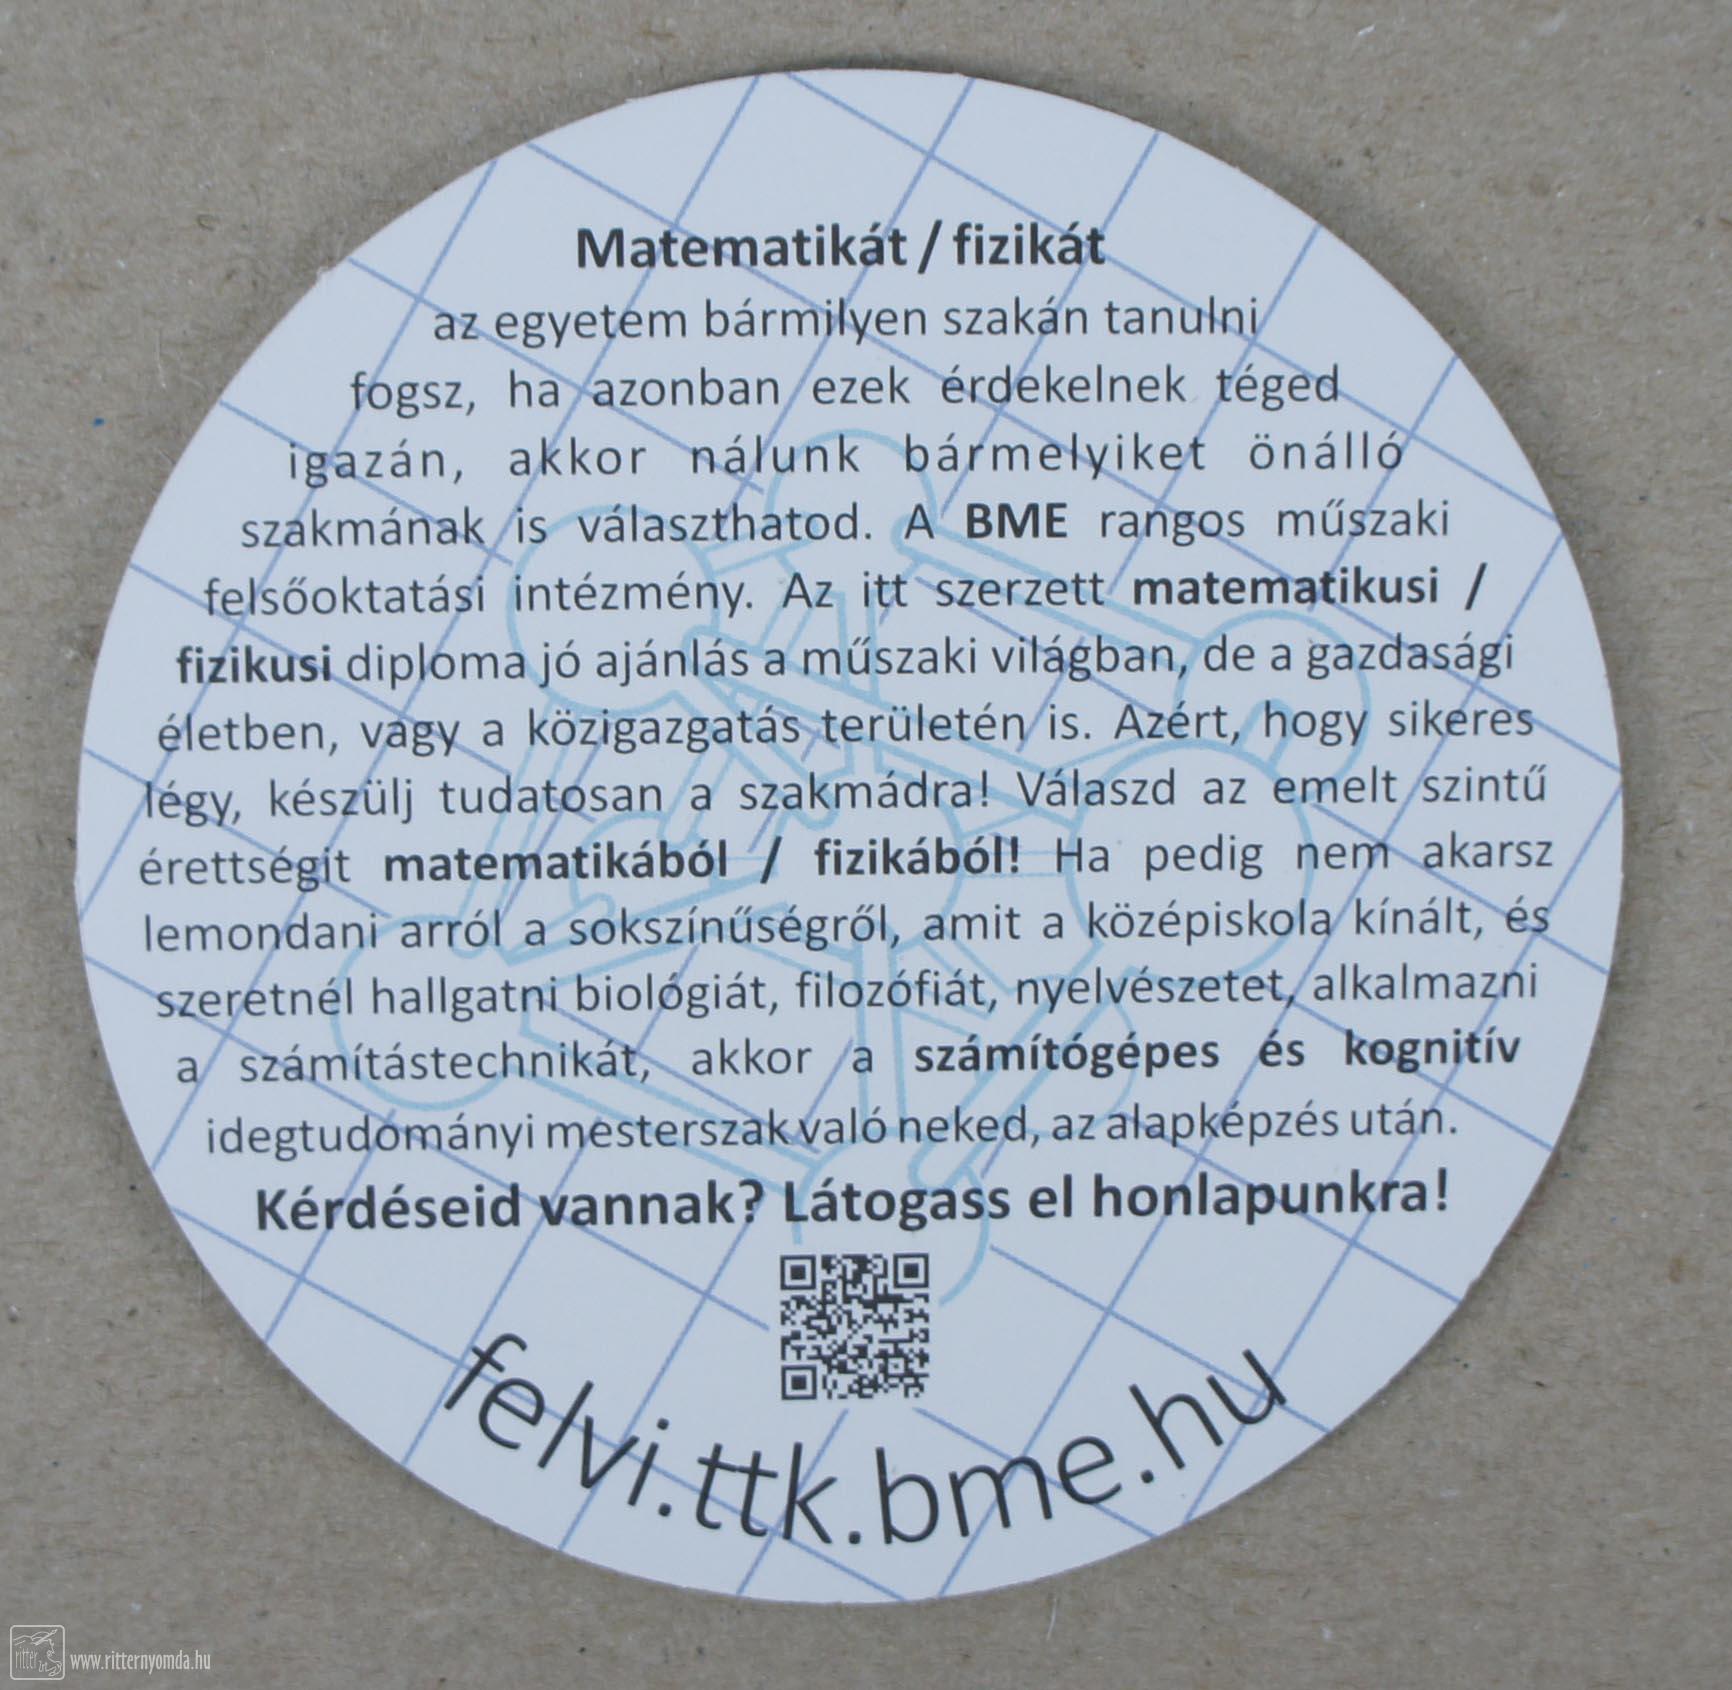 Matematikát / fizikát
az egyetem bármilyen szakán tanulni
fogsz, ha azonban ezek érdekelnek téged
igazán, akkor nálunk bármelyiket önálló
szakmának is választhatod. A BME rangos műszaki
felsőoktatási intézmény. Az itt szerzett matematikusi /
fizikusi diploma jó ajánlás a műszaki világban, de a gazdasági
életben, vagy a közigazgatás területén is. Azért, hogy sikeres
légy, készülj tudatosan a szakmádra! Válaszd az emelt szintű
érettségit matematikából / fizikából! Ha pedig nem akarsz
lemondani arról a sokszínűségről, amit a középiskola kínált, és
szeretnél hallgatni biológiát, filozófiát, nyelvészetet, alkalmazni
a számítástechnikát, akkor a számítógépes és kognitív
idegtudományi mesterszak való neked, az alapképzés után.
Kérdéseid vannak? Látogass el honlapunkra!
felvi.ttk.bme.hu
ritter
www.ritternyomda.hu